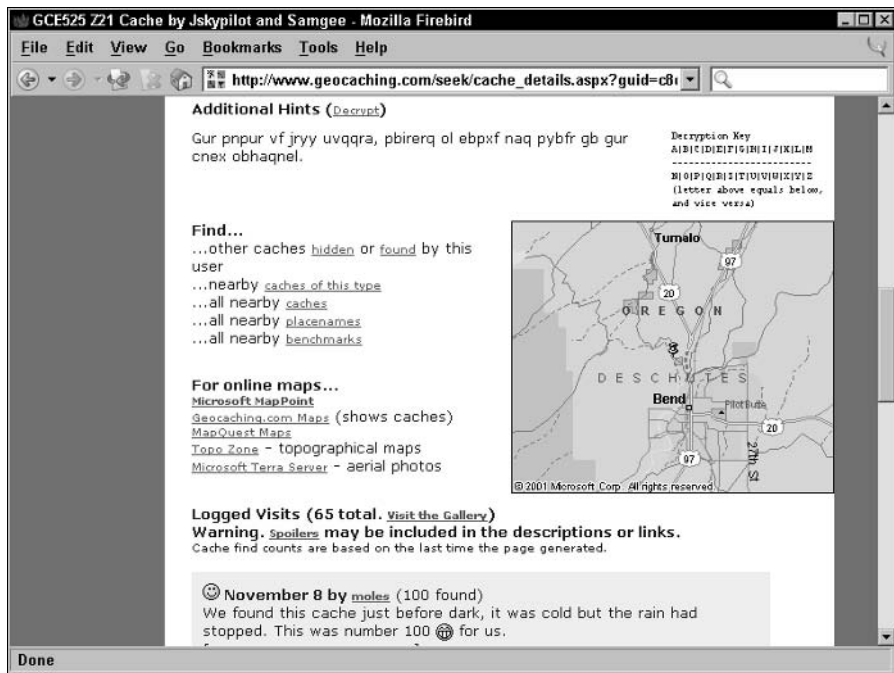 GCE525 Z21 Cache by Jskypilot and Samgee - Mozilla Firebird
File Edit View Go Bookmarks Tools Help
http://www.geocaching.com/seek/cache_details.aspx?guid=c8
Additional Hints (Decrypt)
Gur pnpur vf jryy uvqqra, pbirerq ol ebpxf naq pybfr gb gur
cnex obhaqnel.
Decryption Key
A|B|C|D|E|F|G|H|I|J|K|L|M
-------------------------
N|O|P|Q|R|S|T|U|V|W|X|Y|Z
(letter above equals below,
and vice versa)
Find...
...other caches hidden or found by this
user
...nearby caches of this type
...all nearby caches
...all nearby placenames
...all nearby benchmarks
For online maps...
Microsoft MapPoint
Geocaching.com Maps (shows caches)
MapQuest Maps
Topo Zone - topographical maps
Microsoft Terra Server - aerial photos
Tumalo
97
20
OREGON
DESCHUTES
Bend
Pilot Butte
20
97
27th St
© 2001 Microsoft Corp. All rights reserved
Logged Visits (65 total. Visit the Gallery)
Warning. Spoilers may be included in the descriptions or links.
Cache find counts are based on the last time the page generated.
November 8 by moles (100 found)
We found this cache just before dark, it was cold but the rain had
stopped. This was number 100 for us.
Done